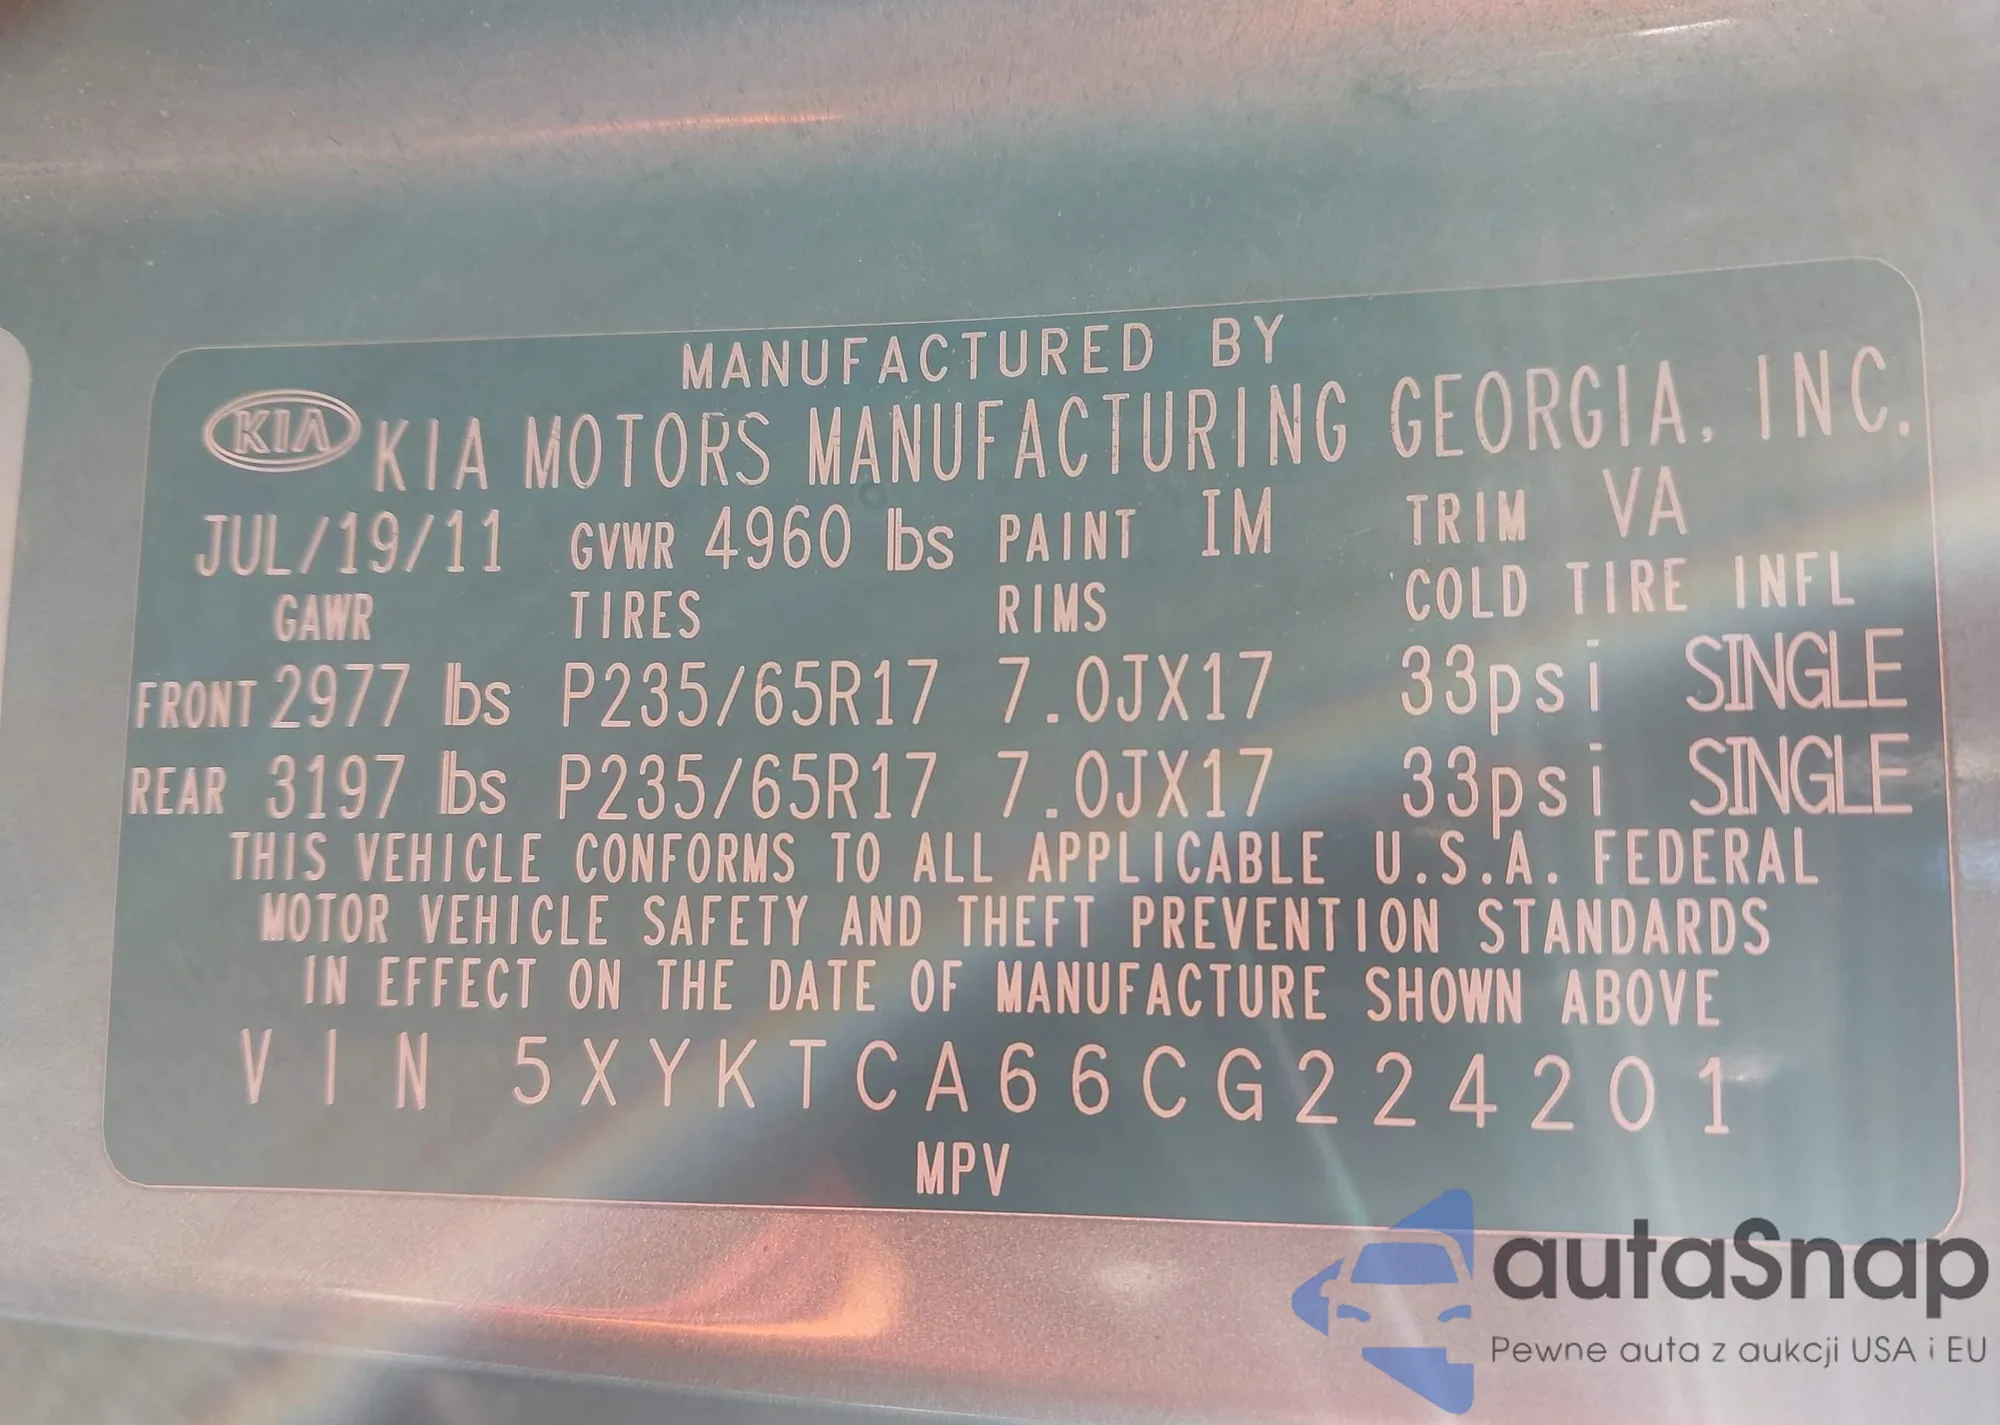 MANUFACTURED BY
KIA KIA MOTORS MANUFACTURING GEORGIA, INC.
JUL/19/11 GVWR 4960 lbs PAINT IM TRIM VA
GAWR TIRES RIMS COLD TIRE INFL
FRONT 2977 lbs P235/65R17 7.0JX17 33psi SINGLE
REAR 3197 lbs P235/65R17 7.0JX17 33psi SINGLE
THIS VEHICLE CONFORMS TO ALL APPLICABLE U.S.A. FEDERAL
MOTOR VEHICLE SAFETY AND THEFT PREVENTION STANDARDS
IN EFFECT ON THE DATE OF MANUFACTURE SHOWN ABOVE
VIN 5XYKTCA66CG224201
MPV
autaSnap
Pewne auta z aukcji USA i EU